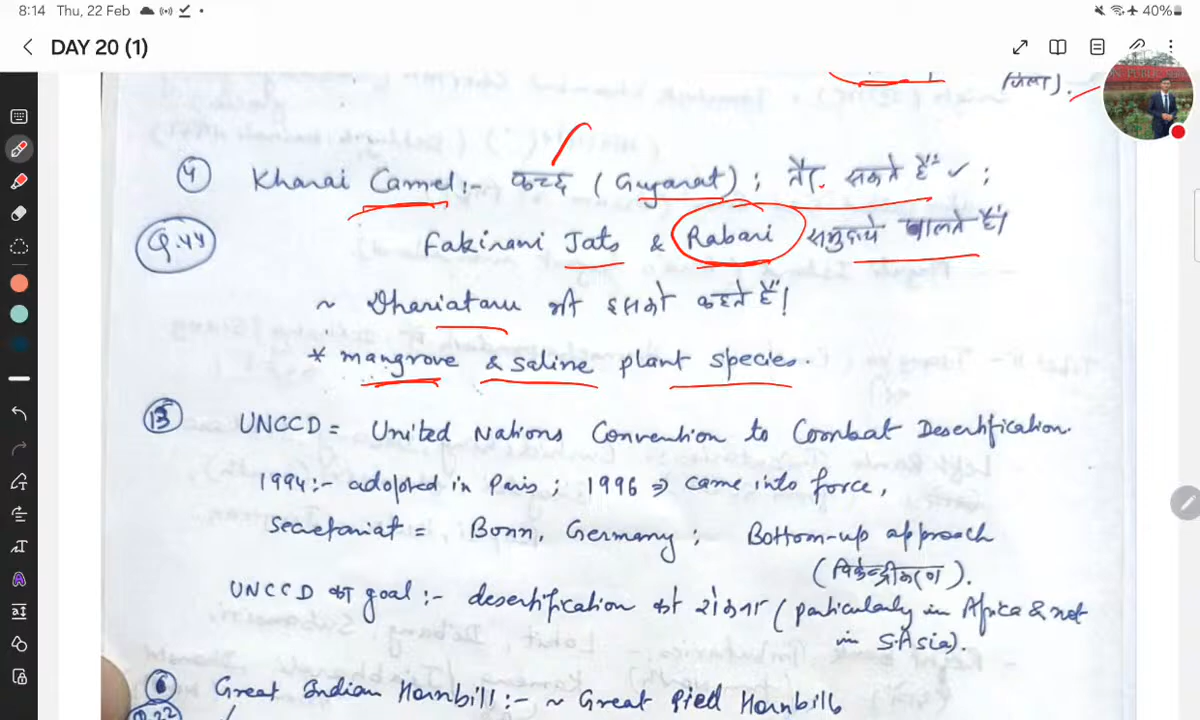 8:14 Thu, 22 Feb
40%
DAY 20 (1)
जिला).
④ Kharai Camel:- कच्छ (Gujarat); तैर सकते हैं ✓;
Q.44
Fakirani Jats & Rabari समुदाय पालते हैं।
~ Dhariataru भी इसको कहते हैं।
* mangrove & saline plant species.
UNCCD = United Nations Convention to Coombat Desertification.
1994:- adopted in Paris; 1996 ⇒ came into force,
Secretariat = Bonn, Germany; Bottom-up approach
(विकेन्द्रीकरण).
UNCCD का goal:- desertification को रोकना (particularly in Africa & not
in S.Asia).
⑥ Great Indian Hornbill:- ~ Great Pied Hornbill
Q.22